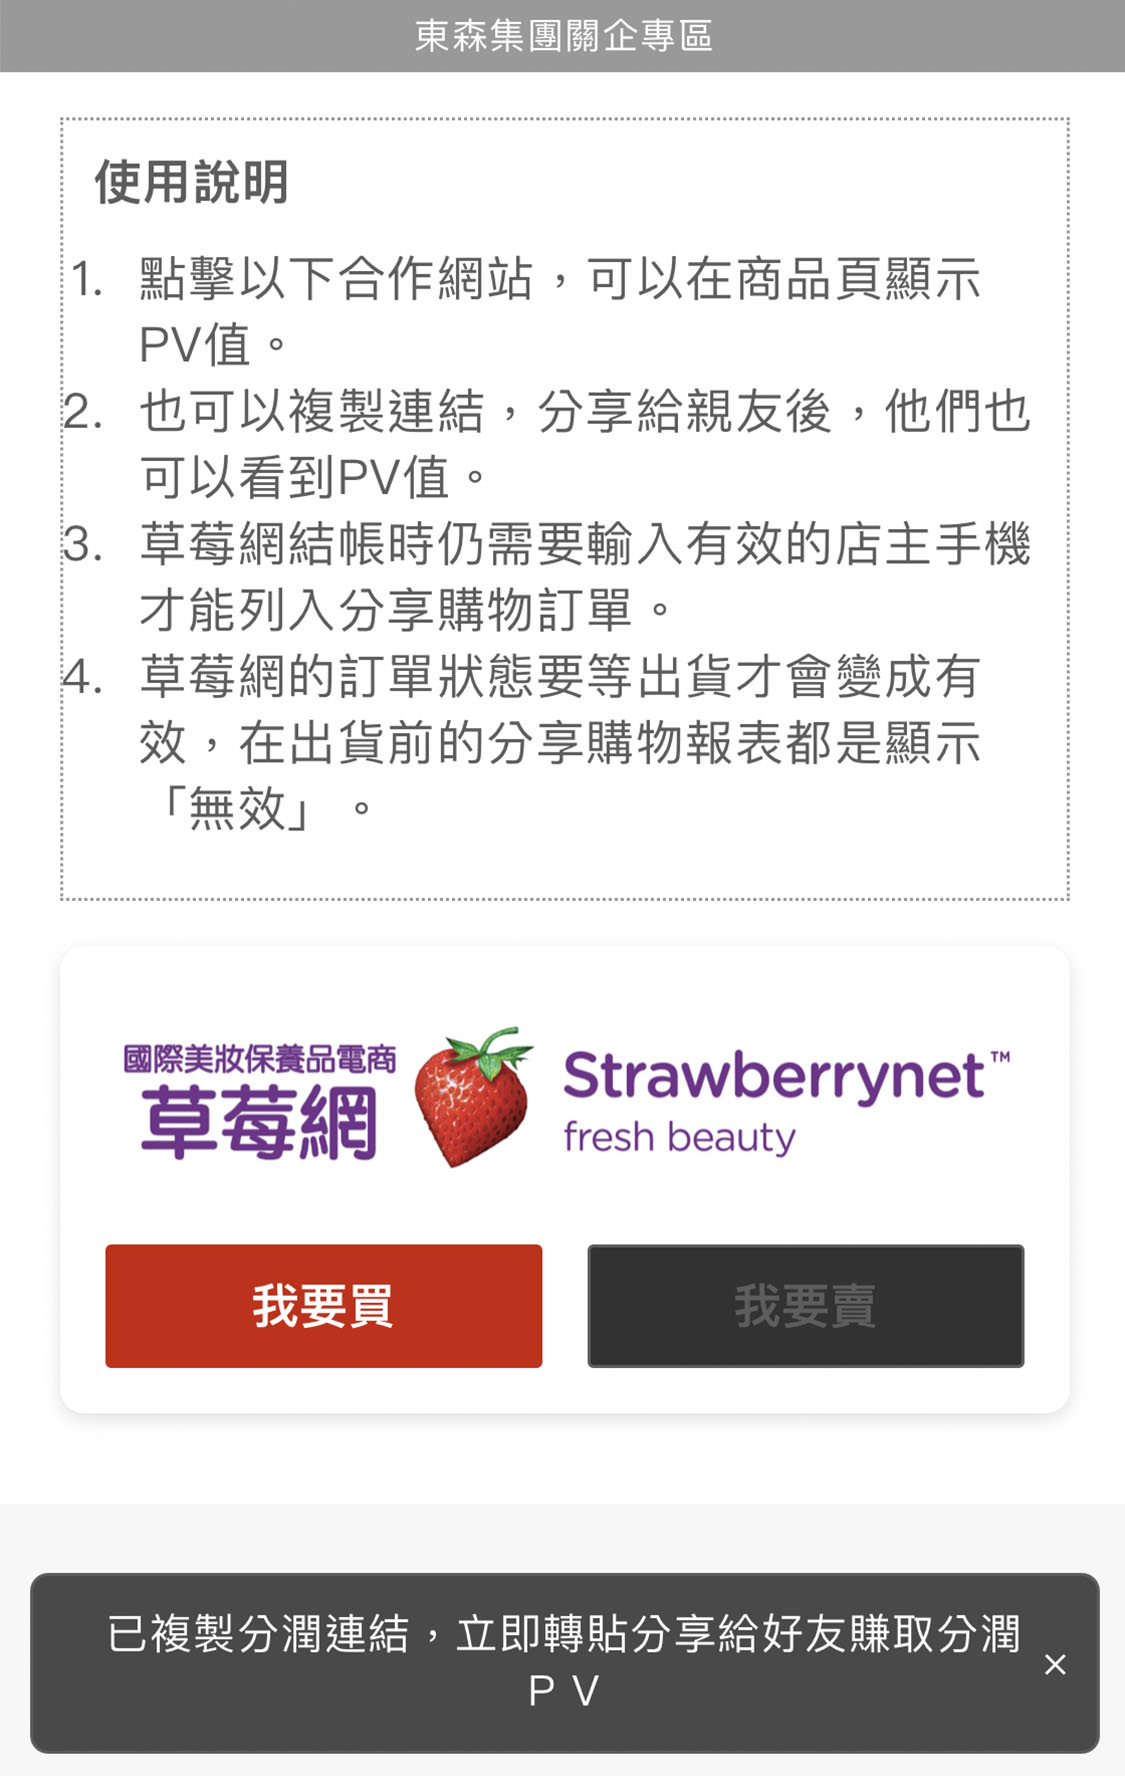 東森集團關企專區
使用說明
1. 點擊以下合作網站，可以在商品頁顯示
PV值。
2. 也可以複製連結，分享給親友後，他們也
可以看到PV值。
3. 草莓網結帳時仍需要輸入有效的店主手機
才能列入分享購物訂單。
4. 草莓網的訂單狀態要等出貨才會變成有
效，在出貨前的分享購物報表都是顯示
「無效」。
國際美妝保養品電商
草莓網
Strawberrynet™
fresh beauty
我要買
我要賣
已複製分潤連結，立即轉貼分享給好友賺取分潤
ＰＶ
×